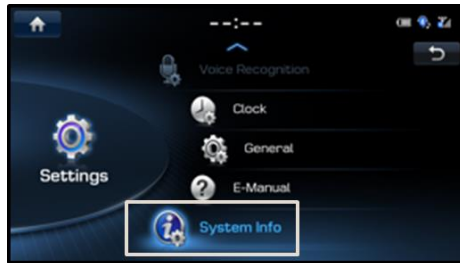 --:--
Voice Recognition
Clock
General
Settings
E-Manual
System Info